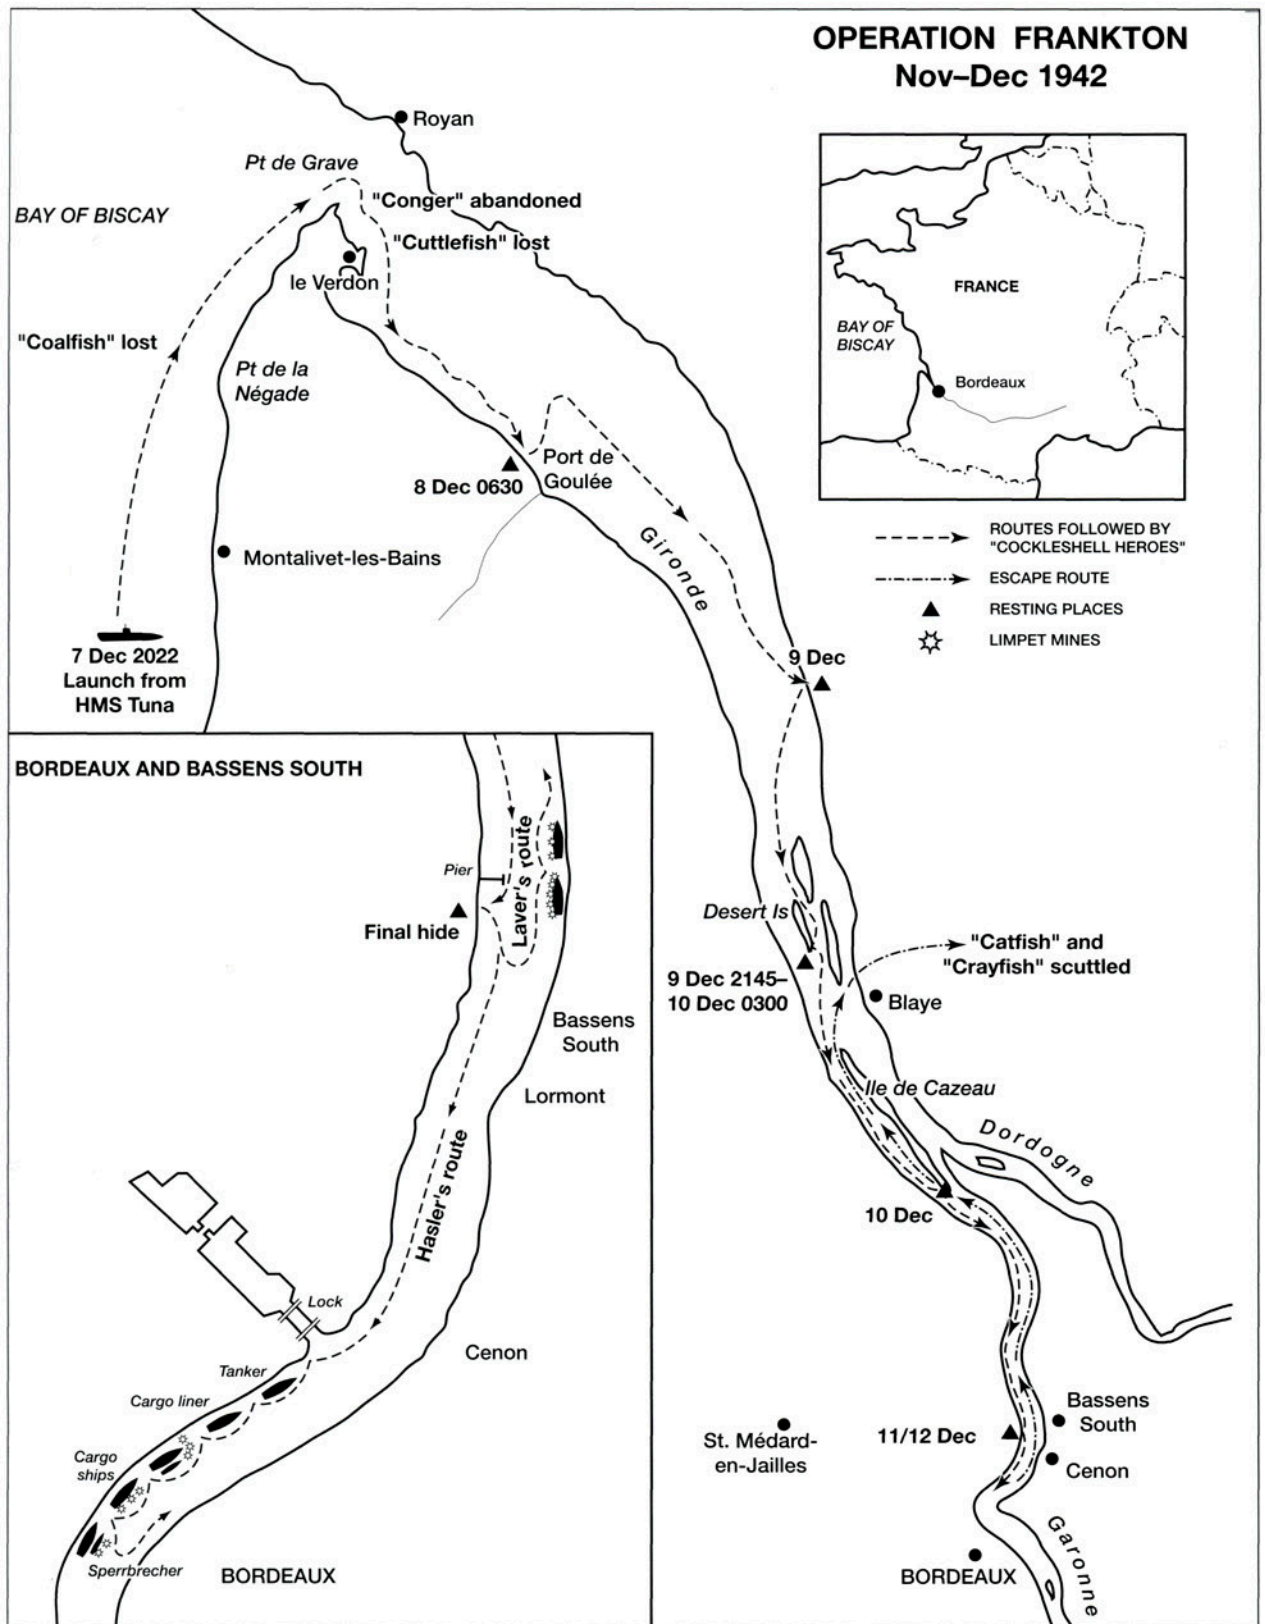 OPERATION FRANKTON
Nov–Dec 1942
Royan
Pt de Grave
"Conger" abandoned
BAY OF BISCAY
"Cuttlefish" lost
le Verdon
"Coalfish" lost
Pt de la
Négade
Port de
Goulée
8 Dec 0630
Montalivet-les-Bains
Gironde
7 Dec 2022
Launch from
HMS Tuna
FRANCE
BAY OF
BISCAY
Bordeaux
ROUTES FOLLOWED BY
"COCKLESHELL HEROES"
ESCAPE ROUTE
RESTING PLACES
LIMPET MINES
9 Dec
Desert Is
"Catfish" and
"Crayfish" scuttled
9 Dec 2145–
10 Dec 0300
Blaye
Ile de Cazeau
Dordogne
10 Dec
Bassens
South
11/12 Dec
St. Médard-
en-Jailles
Cenon
Garonne
BORDEAUX
BORDEAUX AND BASSENS SOUTH
Pier
Laver's route
Final hide
Bassens
South
Lormont
Hasler's route
Lock
Cenon
Tanker
Cargo liner
Cargo
ships
Sperrbrecher
BORDEAUX